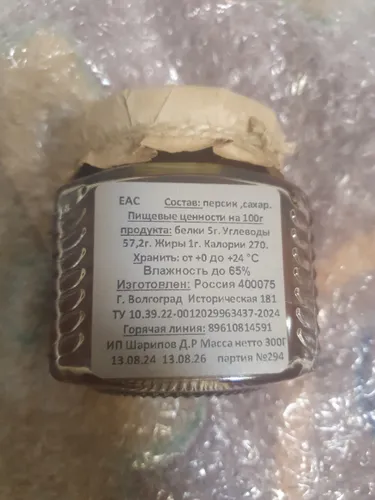 EAC Состав: персик ,сахар.
Пищевые ценности на 100г
продукта: белки 5г. Углеводы
57,2г. Жиры 1г. Калории 270.
Хранить: от +0 до +24 °C
Влажность до 65%
Изготовлен: Россия 400075
Г. Волгоград Историческая 181
ТУ 10.39.22-0012029963437-2024
Горячая линия: 89610814591
ИП Шарипов Д.Р Масса нетто 300Г
13.08.24 13.08.26 партия №294